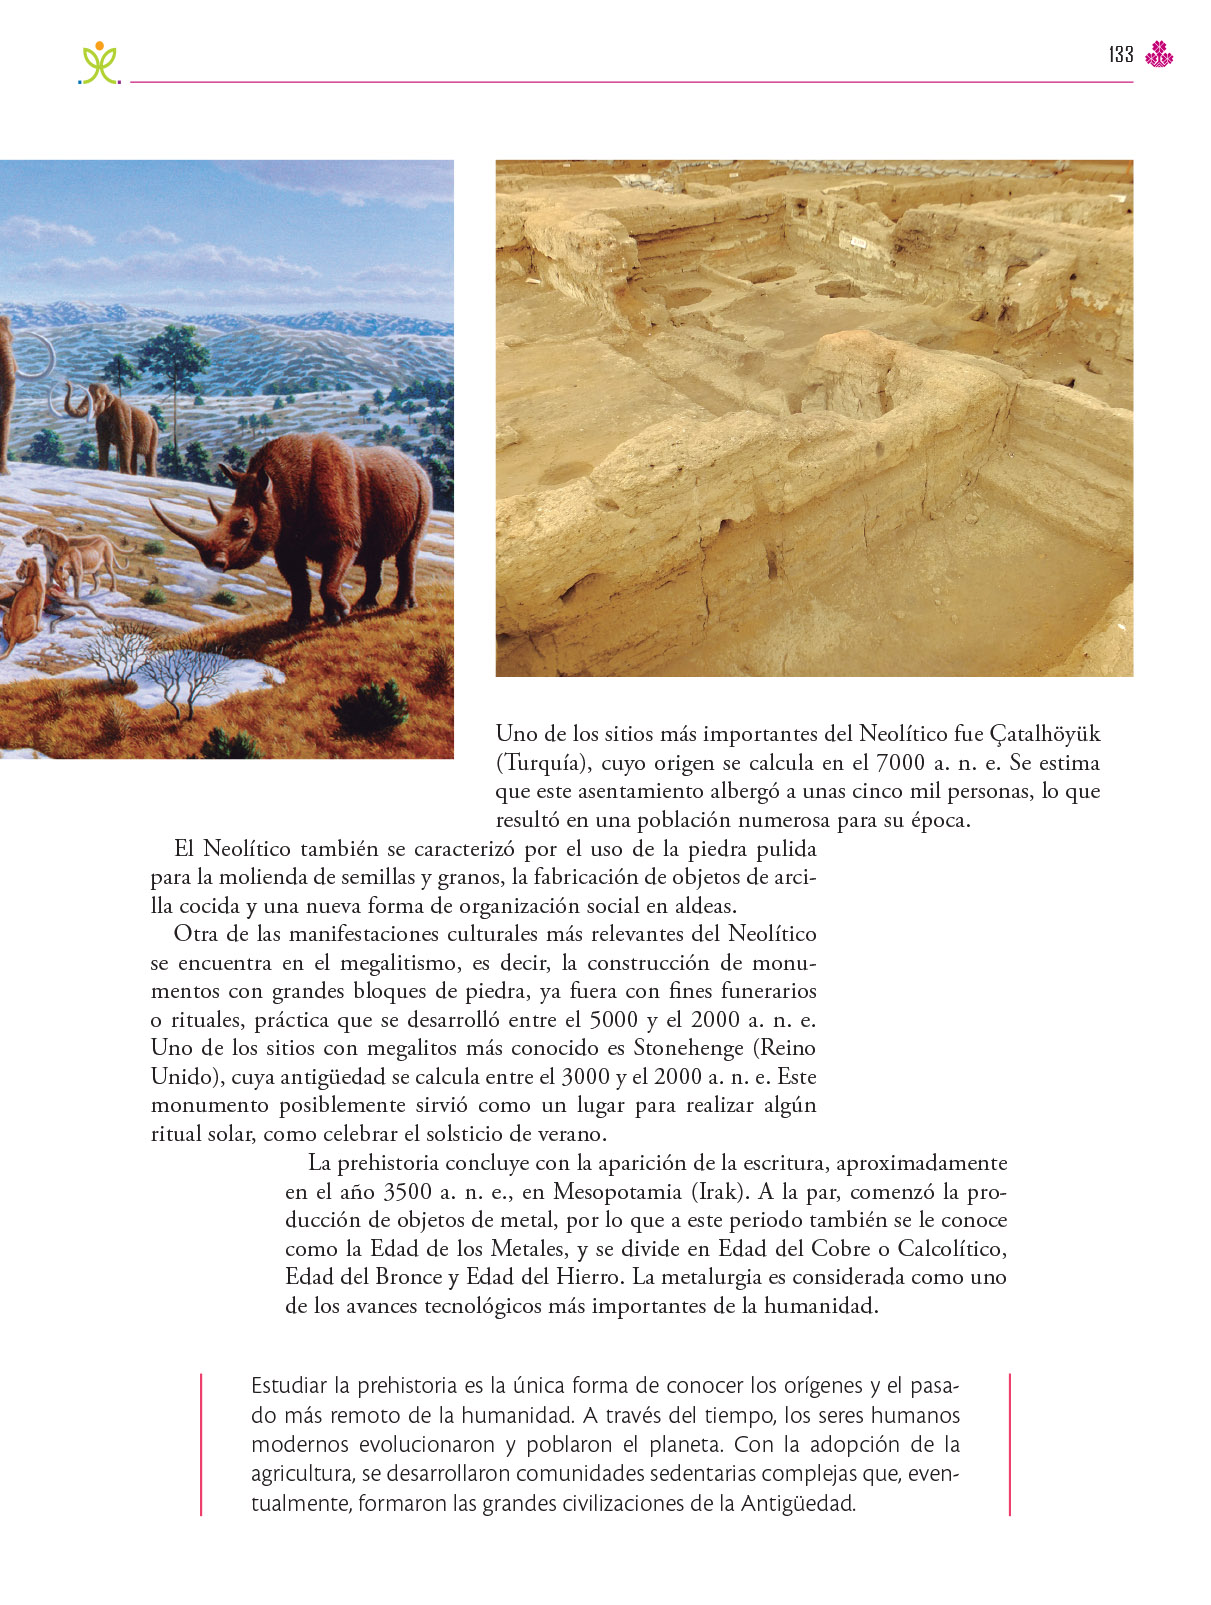 133
Uno de los sitios más importantes del Neolítico fue Çatalhöyük
(Turquía), cuyo origen se calcula en el 7000 a. n. e. Se estima
que este asentamiento albergó a unas cinco mil personas, lo que
resultó en una población numerosa para su época.
El Neolítico también se caracterizó por el uso de la piedra pulida
para la molienda de semillas y granos, la fabricación de objetos de arci-
lla cocida y una nueva forma de organización social en aldeas.
Otra de las manifestaciones culturales más relevantes del Neolítico
se encuentra en el megalitismo, es decir, la construcción de monu-
mentos con grandes bloques de piedra, ya fuera con fines funerarios
o rituales, práctica que se desarrolló entre el 5000 y el 2000 a. n. e.
Uno de los sitios con megalitos más conocido es Stonehenge (Reino
Unido), cuya antigüedad se calcula entre el 3000 y el 2000 a. n. e. Este
monumento posiblemente sirvió como un lugar para realizar algún
ritual solar, como celebrar el solsticio de verano.
La prehistoria concluye con la aparición de la escritura, aproximadamente
en el año 3500 a. n. e., en Mesopotamia (Irak). A la par, comenzó la pro-
ducción de objetos de metal, por lo que a este periodo también se le conoce
como la Edad de los Metales, y se divide en Edad del Cobre o Calcolítico,
Edad del Bronce y Edad del Hierro. La metalurgia es considerada como uno
de los avances tecnológicos más importantes de la humanidad.
Estudiar la prehistoria es la única forma de conocer los orígenes y el pasa-
do más remoto de la humanidad. A través del tiempo, los seres humanos
modernos evolucionaron y poblaron el planeta. Con la adopción de la
agricultura, se desarrollaron comunidades sedentarias complejas que, even-
tualmente, formaron las grandes civilizaciones de la Antigüedad.